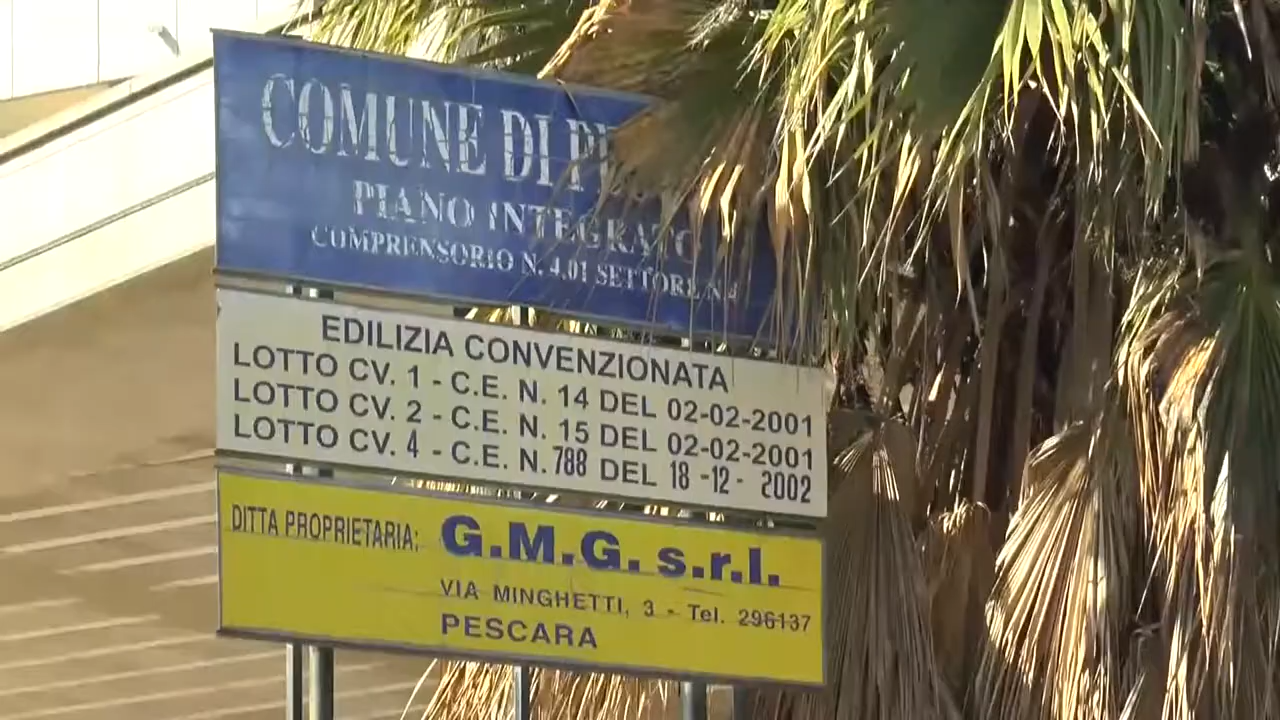 COMUNE DI
PIANO INTEGRATO
COMPRENSORIO N. 4.01 SETTORE N 4
EDILIZIA CONVENZIONATA
LOTTO CV. 1 - C.E. N. 14 DEL 02-02-2001
LOTTO CV. 2 - C.E. N. 15 DEL 02-02-2001
LOTTO CV. 4 - C.E. N. 788 DEL 18-12- 2002
DITTA PROPRIETARIA: G.M.G. s.r.l.
VIA MINGHETTI, 3 - Tel. 296137
PESCARA